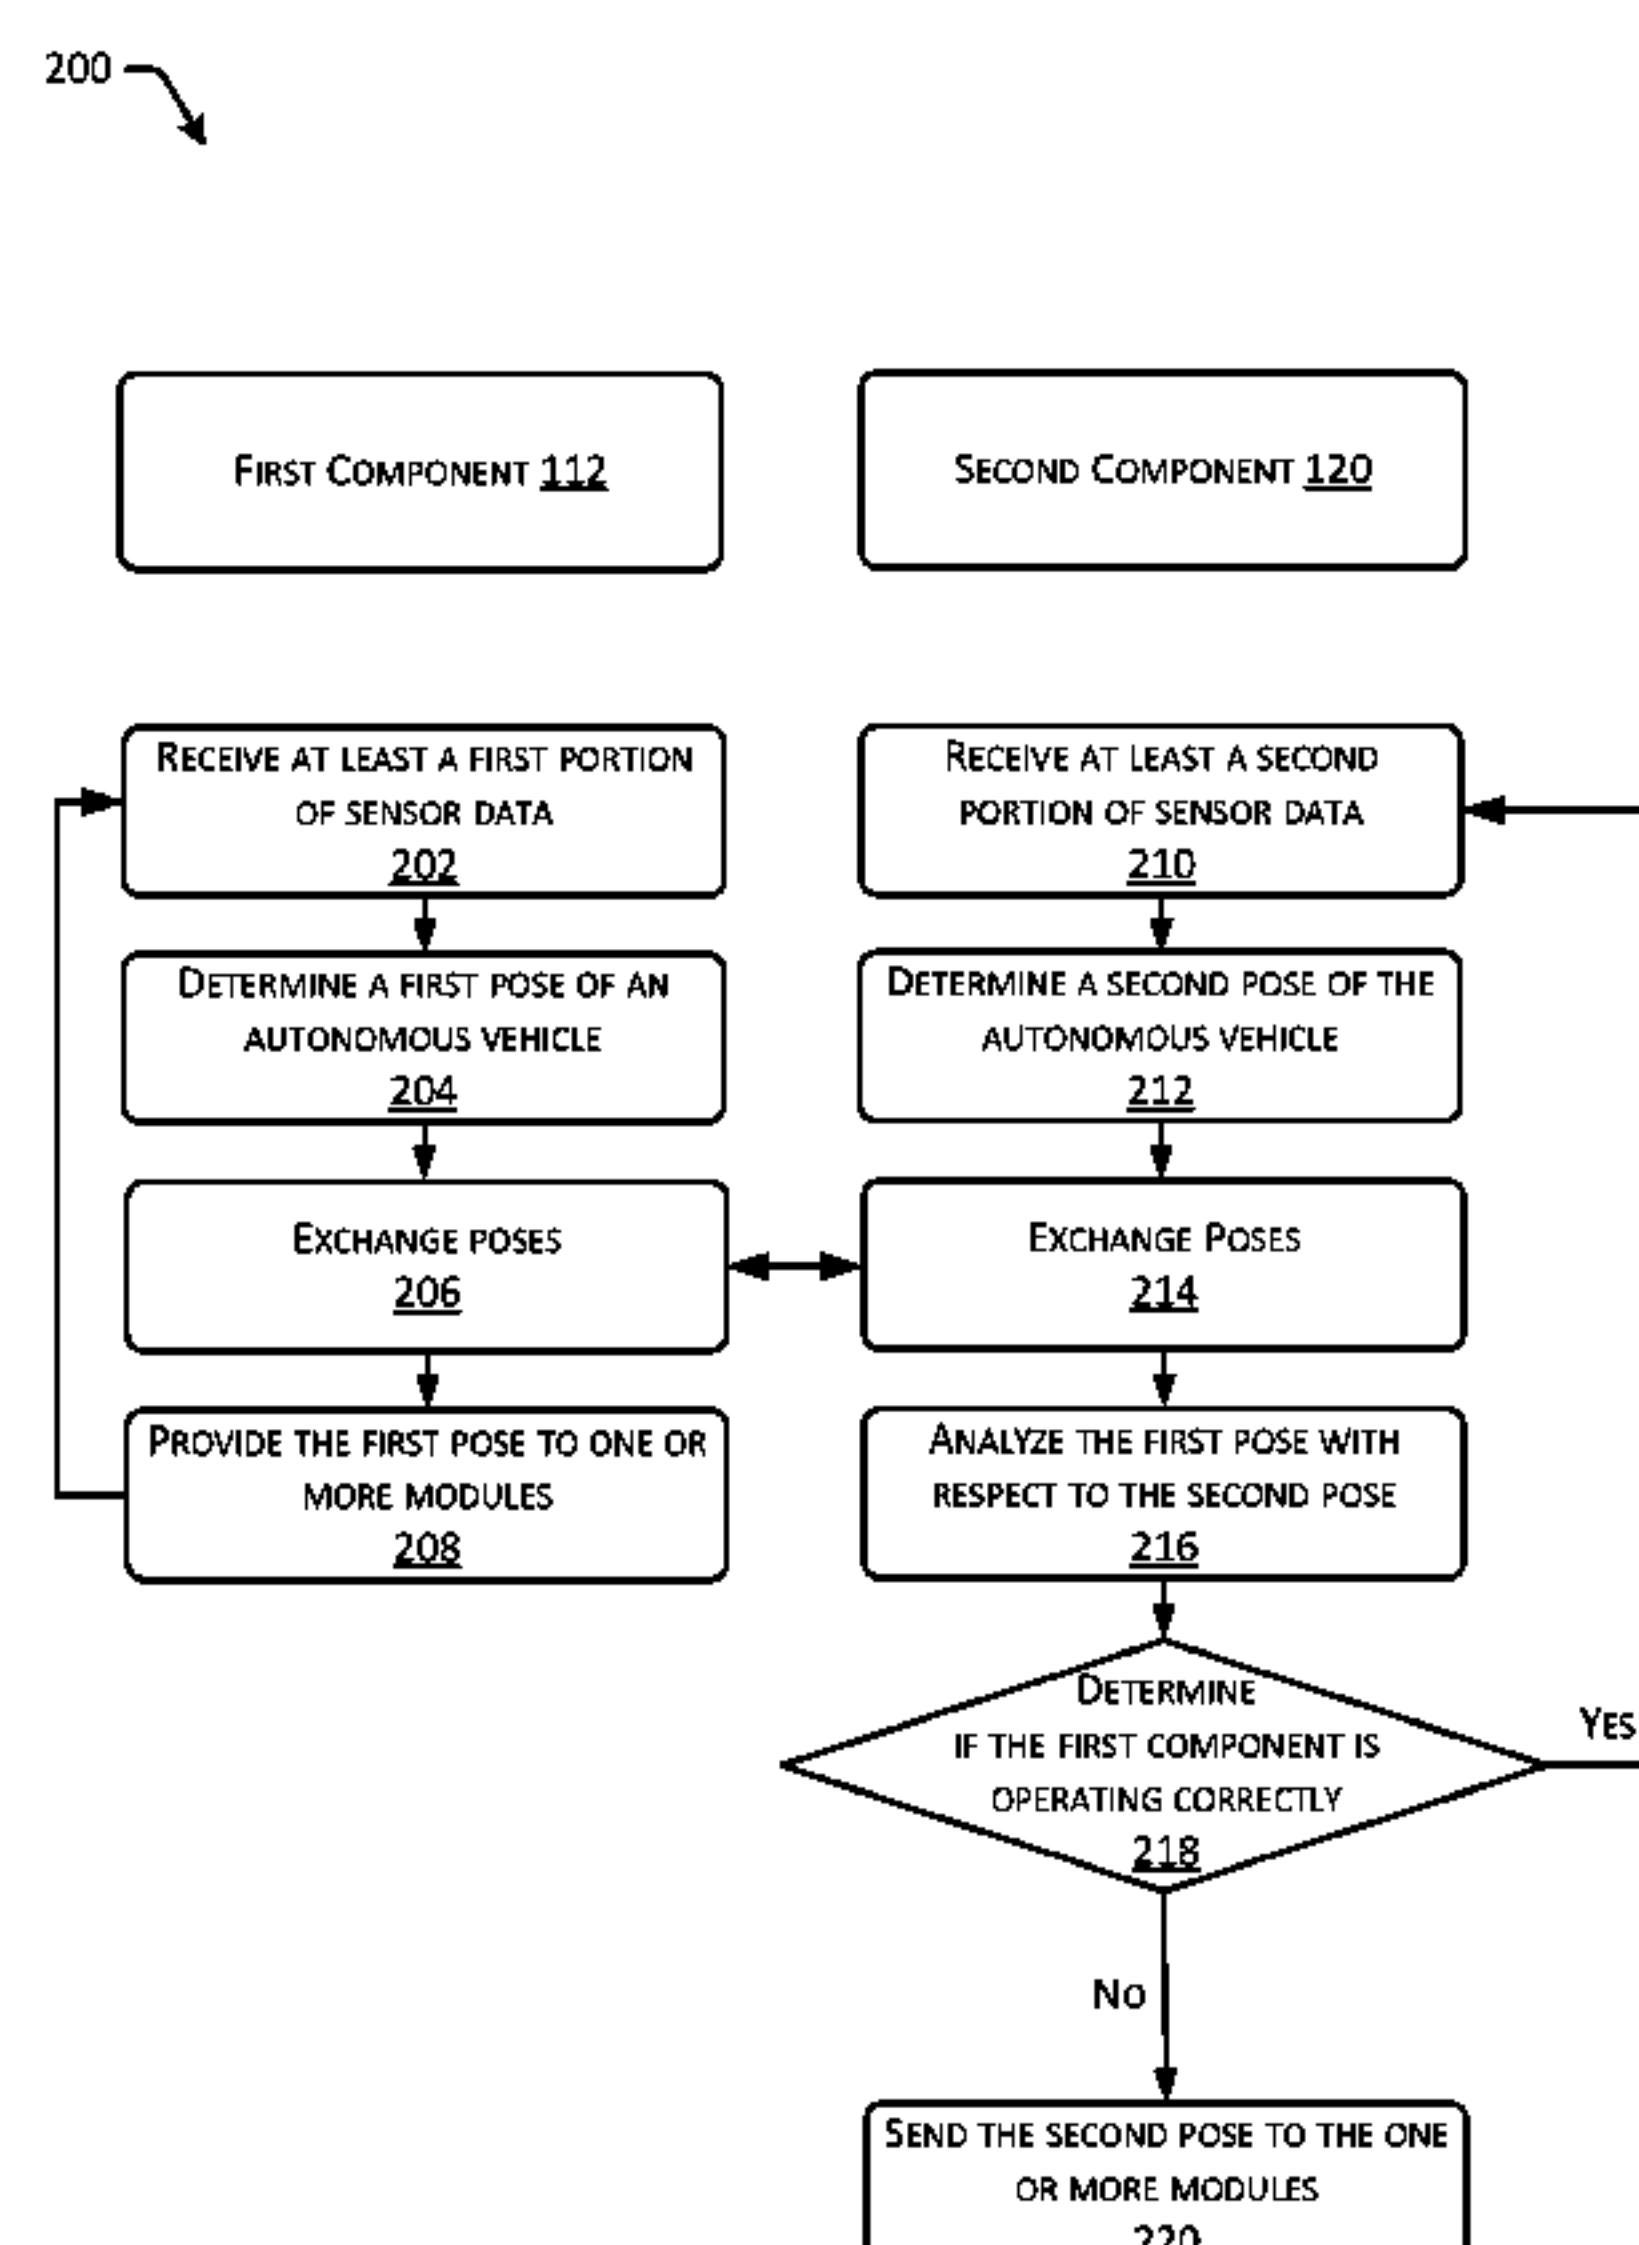 200
First Component 112
Second Component 120
Receive at least a first portion
of sensor data
202
Determine a first pose of an
autonomous vehicle
204
Exchange poses
206
Provide the first pose to one or
more modules
208
Receive at least a second
portion of sensor data
210
Determine a second pose of the
autonomous vehicle
212
Exchange Poses
214
Analyze the first pose with
respect to the second pose
216
Determine
if the first component is
operating correctly
218
Yes
No
Send the second pose to the one
or more modules
220